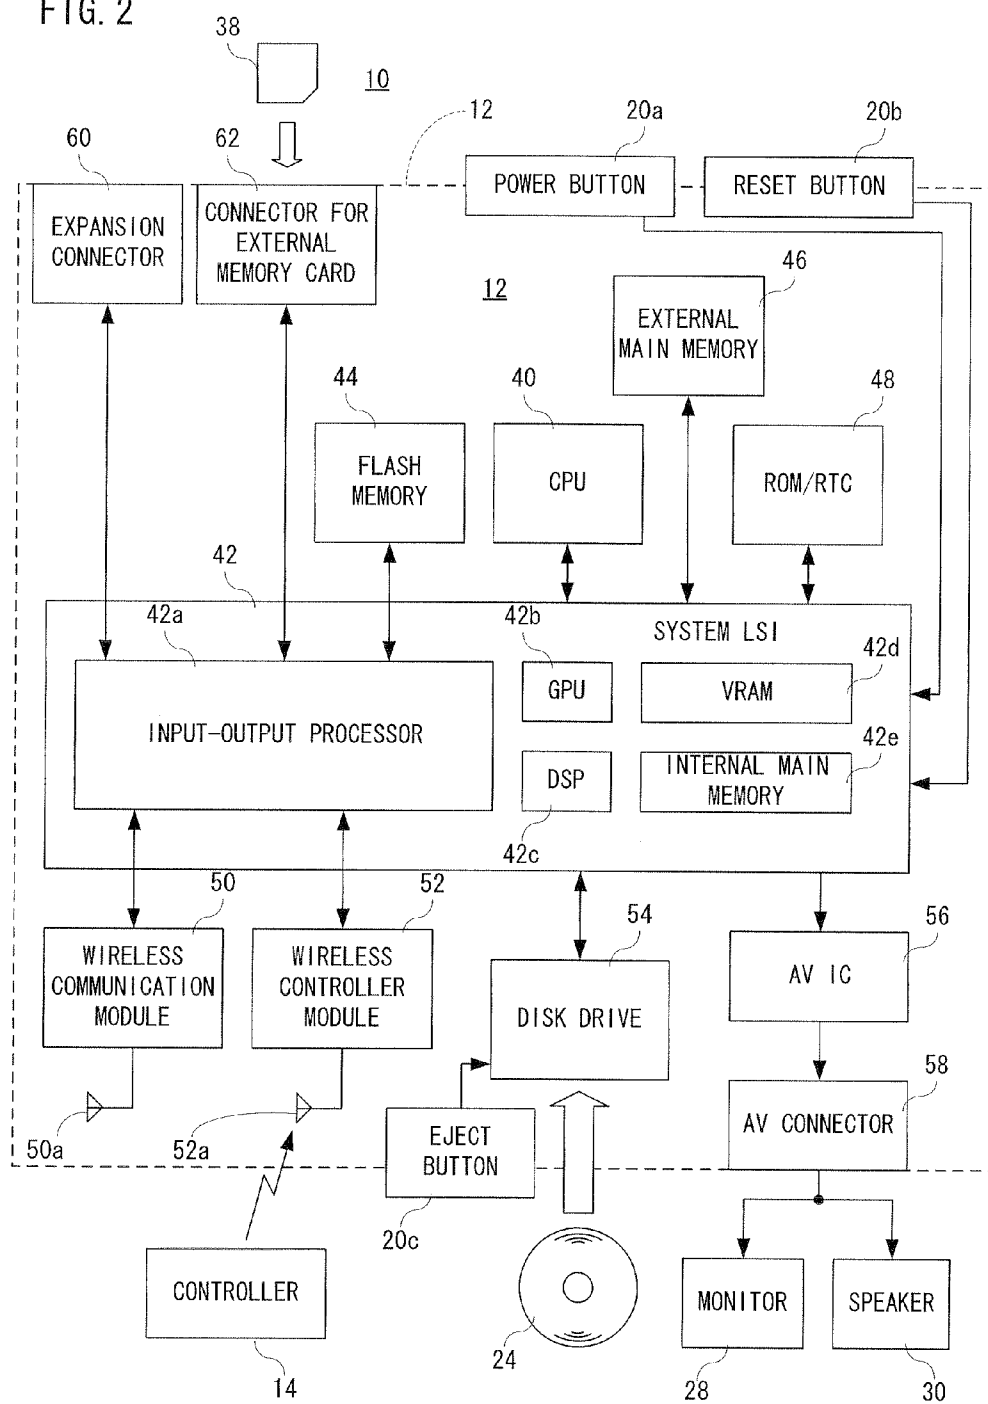 FIG. 2
38
10
60
62
12
20a
20b
POWER BUTTON
RESET BUTTON
EXPANSION
CONNECTOR
CONNECTOR FOR
EXTERNAL
MEMORY CARD
12
46
EXTERNAL
MAIN MEMORY
44
40
48
FLASH
MEMORY
CPU
ROM/RTC
42
42a
42b
SYSTEM LSI
42d
GPU
VRAM
INPUT-OUTPUT PROCESSOR
42e
DSP
INTERNAL MAIN
MEMORY
42c
50
52
54
56
WIRELESS
COMMUNICATION
MODULE
WIRELESS
CONTROLLER
MODULE
DISK DRIVE
AV IC
58
50a
52a
EJECT
BUTTON
AV CONNECTOR
20c
CONTROLLER
MONITOR
SPEAKER
24
14
28
30